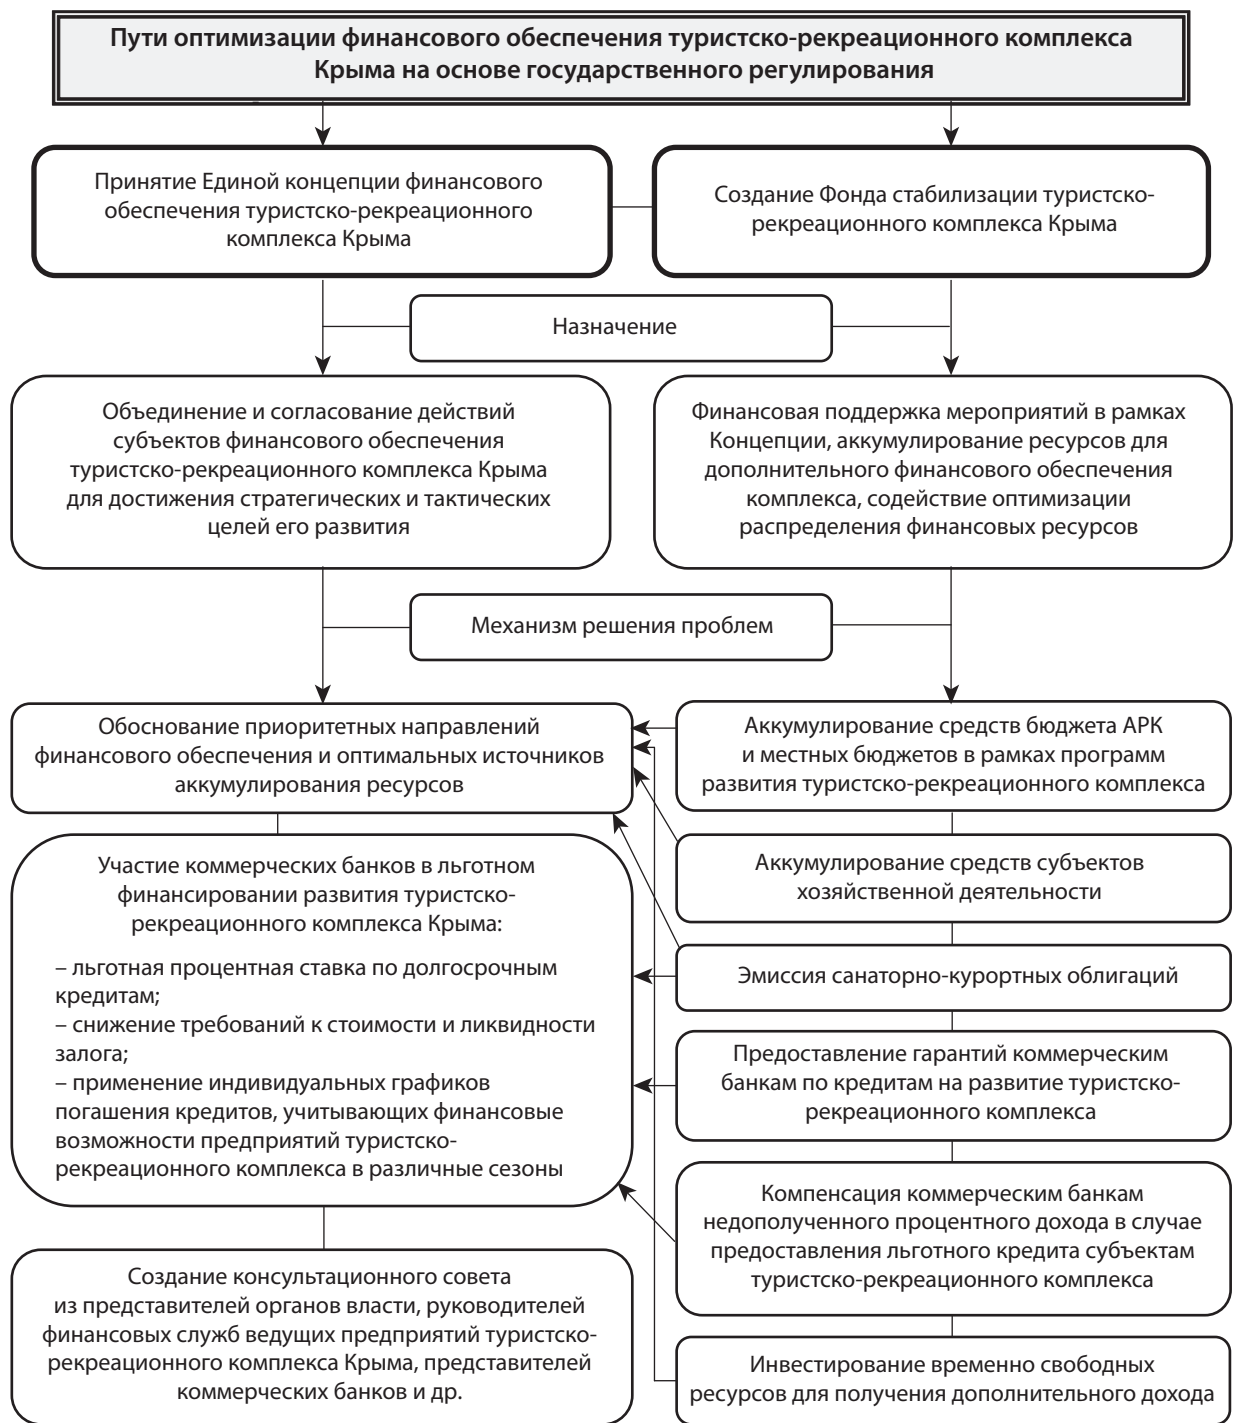 Пути оптимизации финансового обеспечения туристско-рекреационного комплекса
Крыма на основе государственного регулирования
Принятие Единой концепции финансового
обеспечения туристско-рекреационного
комплекса Крыма
Создание Фонда стабилизации туристско-
рекреационного комплекса Крыма
Назначение
Объединение и согласование действий
субъектов финансового обеспечения
туристско-рекреационного комплекса Крыма
для достижения стратегических и тактических
целей его развития
Финансовая поддержка мероприятий в рамках
Концепции, аккумулирование ресурсов для
дополнительного финансового обеспечения
комплекса, содействие оптимизации
распределения финансовых ресурсов
Механизм решения проблем
Обоснование приоритетных направлений
финансового обеспечения и оптимальных источников
аккумулирования ресурсов
Участие коммерческих банков в льготном
финансировании развития туристско-
рекреационного комплекса Крыма:
– льготная процентная ставка по долгосрочным
кредитам;
– снижение требований к стоимости и ликвидности
залога;
– применение индивидуальных графиков
погашения кредитов, учитывающих финансовые
возможности предприятий туристско-
рекреационного комплекса в различные сезоны
Создание консультационного совета
из представителей органов власти, руководителей
финансовых служб ведущих предприятий туристско-
рекреационного комплекса Крыма, представителей
коммерческих банков и др.
Аккумулирование средств бюджета АРК
и местных бюджетов в рамках программ
развития туристско-рекреационного комплекса
Аккумулирование средств субъектов
хозяйственной деятельности
Эмиссия санаторно-курортных облигаций
Предоставление гарантий коммерческим
банкам по кредитам на развитие туристско-
рекреационного комплекса
Компенсация коммерческим банкам
недополученного процентного дохода в случае
предоставления льготного кредита субъектам
туристско-рекреационного комплекса
Инвестирование временно свободных
ресурсов для получения дополнительного дохода